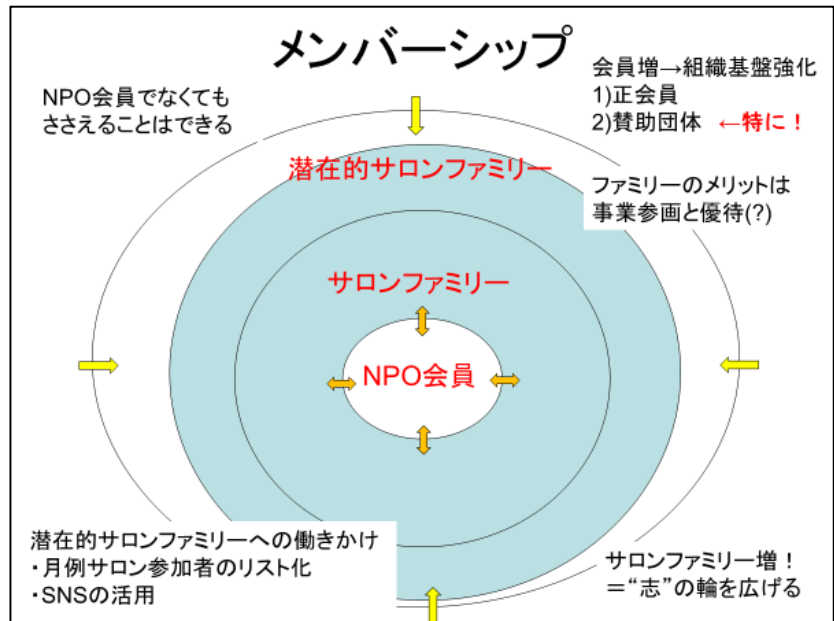 メンバーシップ
NPO会員でなくても
ささえることはできる
会員増→組織基盤強化
1)正会員
2)賛助団体 ←特に！
潜在的サロンファミリー
ファミリーのメリットは
事業参画と優待(?)
サロンファミリー
NPO会員
潜在的サロンファミリーへの働きかけ
・月例サロン参加者のリスト化
・SNSの活用
サロンファミリー増！
＝“志”の輪を広げる